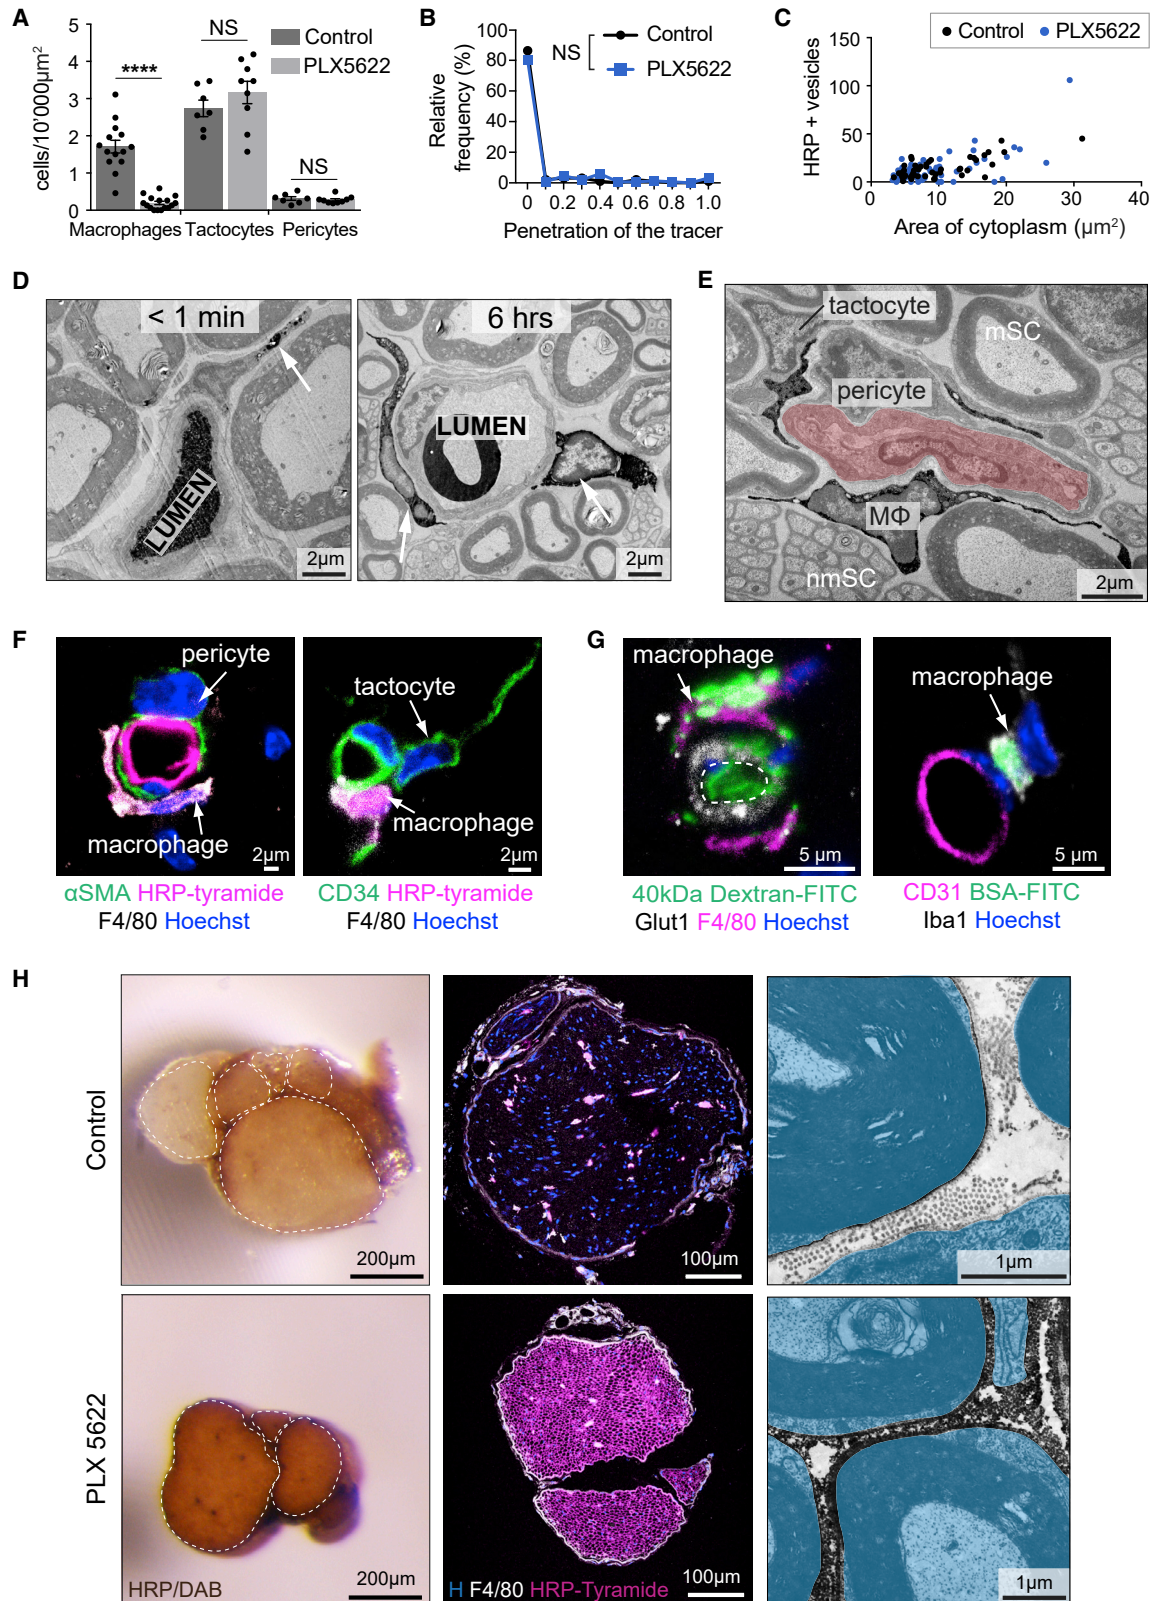 A
cells/10'000µm²
5
4
3
2
1
0
****
NS
NS
Control
PLX5622
Macrophages Tactocytes Pericytes
B
Relative frequency (%)
100
80
60
40
20
0
NS
Control
PLX5622
0 0.2 0.4 0.6 0.8 1.0
Penetration of the tracer
C
Control PLX5622
HRP + vesicles
150
100
50
0
0 10 20 30 40
Area of cytoplasm (µm²)
D
< 1 min
LUMEN
2µm
6 hrs
LUMEN
2µm
E
tactocyte
mSC
pericyte
MΦ
nmSC
2µm
F
pericyte
macrophage
2µm
αSMA HRP-tyramide
F4/80 Hoechst
tactocyte
macrophage
2µm
CD34 HRP-tyramide
F4/80 Hoechst
G
macrophage
5 µm
40kDa Dextran-FITC
Glut1 F4/80 Hoechst
macrophage
5 µm
CD31 BSA-FITC
Iba1 Hoechst
H
Control
200µm
100µm
1µm
PLX 5622
HRP/DAB
200µm
H F4/80 HRP-Tyramide
100µm
1µm